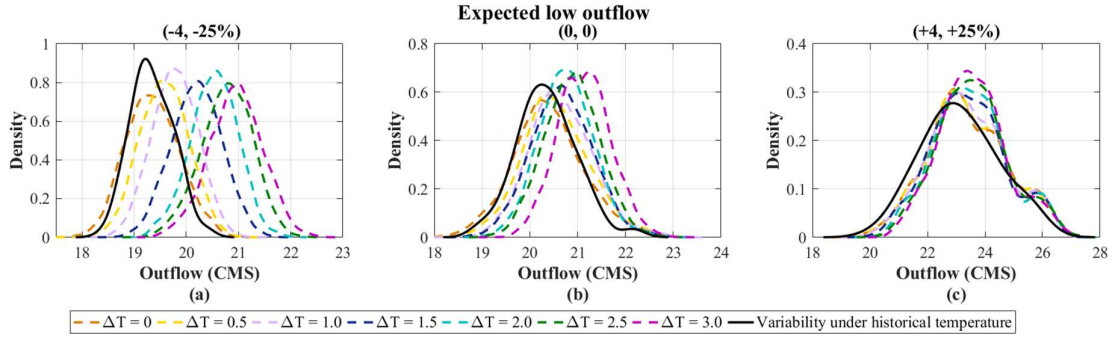 Expected low outflow
(-4, -25%)
(0, 0)
(+4, +25%)
1
0.8
0.6
0.4
0.2
0
Density
18 19 20 21 22 23
Outflow (CMS)
(a)
0.8
0.6
0.4
0.2
0.0
Density
18 19 20 21 22 23 24
Outflow (CMS)
(b)
0.4
0.3
0.2
0.1
0
Density
18 20 22 24 26 28
Outflow (CMS)
(c)
ΔT = 0 ΔT = 0.5 ΔT = 1.0 ΔT = 1.5 ΔT = 2.0 ΔT = 2.5 ΔT = 3.0 Variability under historical temperature